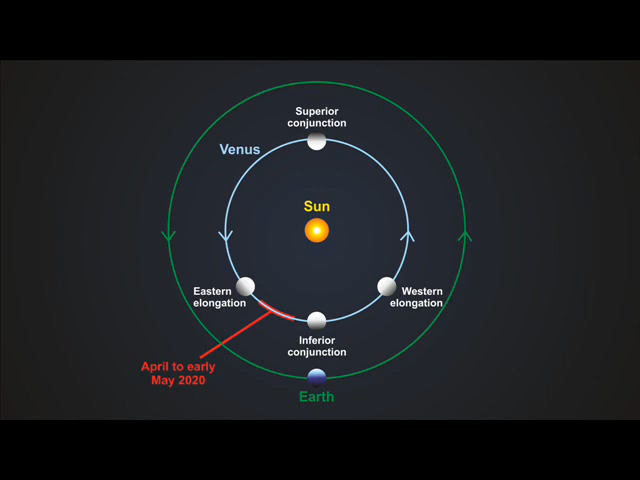 Superior
conjunction
Venus
Sun
Eastern
elongation
Western
elongation
Inferior
conjunction
April to early
May 2020
Earth